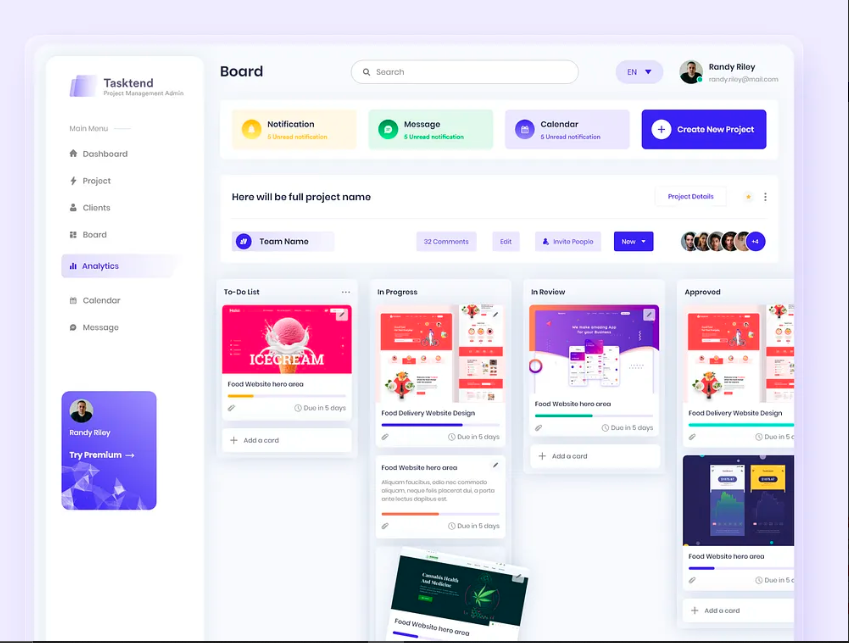 Tasktend
Project Management Admin
Main Menu
Dashboard
Project
Clients
Board
Analytics
Calendar
Message
Randy Riley
Try Premium →
Board
Search
EN
Randy Riley
randy.riley@mail.com
Notification
6 Unread notification
Message
6 Unread notification
Calendar
6 Unread notification
+ Create New Project
Here will be full project name
Project Details
Team Name
32 Comments
Edit
Invite People
New
+4
To-Do List
ICECREAM
Food Website hero area
Due in 5 days
+ Add a card
In Progress
Food Delivery Website Design
Due in 5 days
Food Website hero area
Aliquam faucibus, odio nec commodo
aliquam, neque felis placerat dui, a porta
ante lectus dapibus est.
Due in 5 days
Cannabis Health
And Medicine
Food Website hero area
In Review
We make amazing App
for your Business
Food Website hero area
Due in 5 days
+ Add a card
Approved
Food Delivery Website Design
Due in 5 d
Food Website hero area
Due in 5 d
+ Add a card